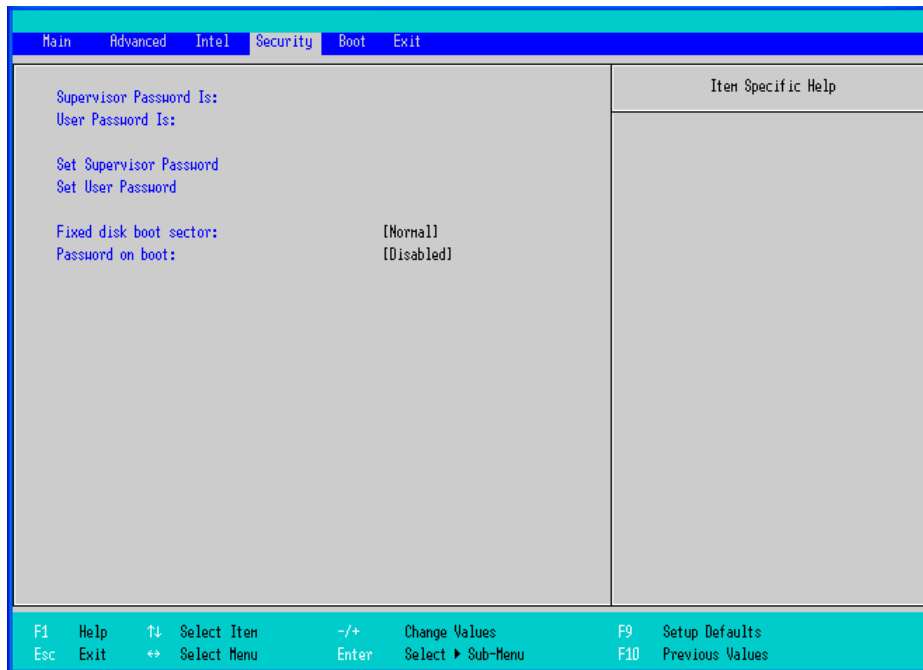 Main Advanced Intel Security Boot Exit
Item Specific Help
Supervisor Password Is:
User Password Is:
Set Supervisor Password
Set User Password
Fixed disk boot sector: [Normal]
Password on boot: [Disabled]
F1 Help ↑↓ Select Item -/+ Change Values F9 Setup Defaults
Esc Exit ↔ Select Menu Enter Select ▶ Sub-Menu F10 Previous Values